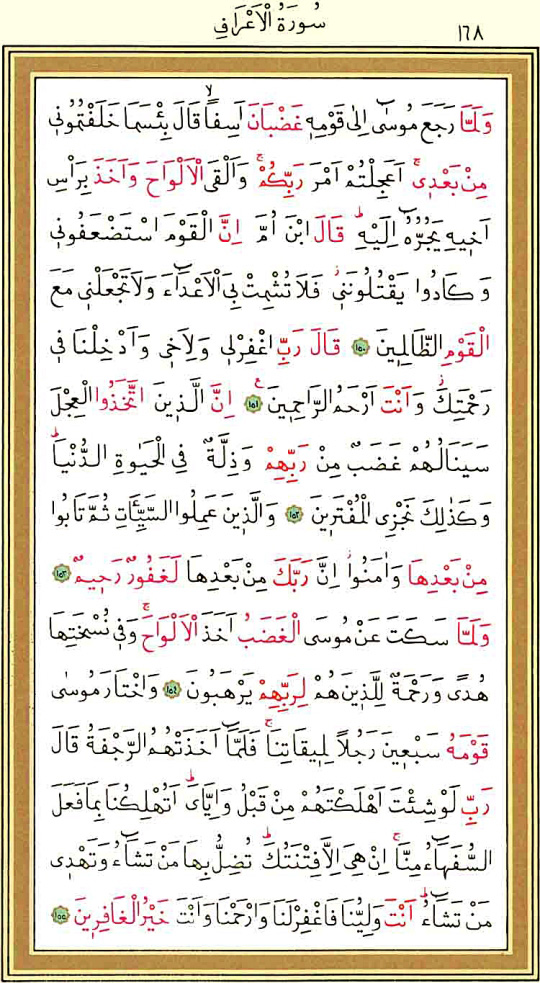 سُورَةُ الْاَعْرَافِ
١٦٨
وَلَمَّا رَجَعَ مُوسٰٓى اِلٰى قَوْمِه۪ غَضْبَانَ اَسِفاًۙ قَالَ بِئْسَمَا خَلَفْتُمُون۪ي
مِنْ بَعْد۪يۚ اَعَجِلْتُمْ اَمْرَ رَبِّكُمْۚ وَاَلْقَى الْاَلْوَاحَ وَاَخَذَ بِرَأْسِ
اَخ۪يهِ يَجُرُّهُٓ اِلَيْهِۜ قَالَ ابْنَ اُمَّ اِنَّ الْقَوْمَ اسْتَضْعَفُون۪ي
وَكَادُوا يَقْتُلُونَن۪يۘ فَلَا تُشْمِتْ بِيَ الْاَعْدَٓاءَ وَلَا تَجْعَلْن۪ي مَعَ
الْقَوْمِ الظَّالِم۪ينَ ﴿١٥٠﴾ قَالَ رَبِّ اغْفِرْ ل۪ي وَلِاَخ۪ي وَاَدْخِلْنَا ف۪ي
رَحْمَتِكَۘ وَاَنْتَ اَرْحَمُ الرَّاحِم۪ينَ۟ ﴿١٥١﴾ اِنَّ الَّذ۪ينَ اتَّخَذُوا الْعِجْلَ
سَيَنَالُهُمْ غَضَبٌ مِنْ رَبِّهِمْ وَذِلَّةٌ فِي الْحَيٰوةِ الدُّنْيَاۜ
وَكَذٰلِكَ نَجْزِي الْمُفْتَر۪ينَ ﴿١٥٢﴾ وَالَّذ۪ينَ عَمِلُوا السَّيِّـَٔاتِ ثُمَّ تَابُوا
مِنْ بَعْدِهَا وَاٰمَنُواۘ اِنَّ رَبَّكَ مِنْ بَعْدِهَا لَغَفُورٌ رَح۪يمٌ ﴿١٥٣﴾
وَلَمَّا سَكَتَ عَنْ مُوسَى الْغَضَبُ اَخَذَ الْاَلْوَاحَۚ وَف۪ي نُسْخَتِهَا
هُدًى وَرَحْمَةٌ لِلَّذ۪ينَ هُمْ لِرَبِّهِمْ يَرْهَبُونَ ﴿١٥٤﴾ وَاخْتَارَ مُوسٰى
قَوْمَهُ سَبْع۪ينَ رَجُلاً لِم۪يقَاتِنَاۚ فَلَمَّٓا اَخَذَتْهُمُ الرَّجْفَةُ قَالَ
رَبِّ لَوْ شِئْتَ اَهْلَكْتَهُمْ مِنْ قَبْلُ وَاِيَّايَۜ اَتُهْلِكُنَا بِمَا فَعَلَ
السُّفَهَٓاءُ مِنَّاۚ اِنْ هِيَ اِلَّا فِتْنَتُكَۜ تُضِلُّ بِهَا مَنْ تَشَٓاءُ وَتَهْد۪ي
مَنْ تَشَٓاءُۜ اَنْتَ وَلِيُّنَا فَاغْفِرْ لَنَا وَارْحَمْنَا وَاَنْتَ خَيْرُ الْغَافِر۪ينَ ﴿١٥٥﴾